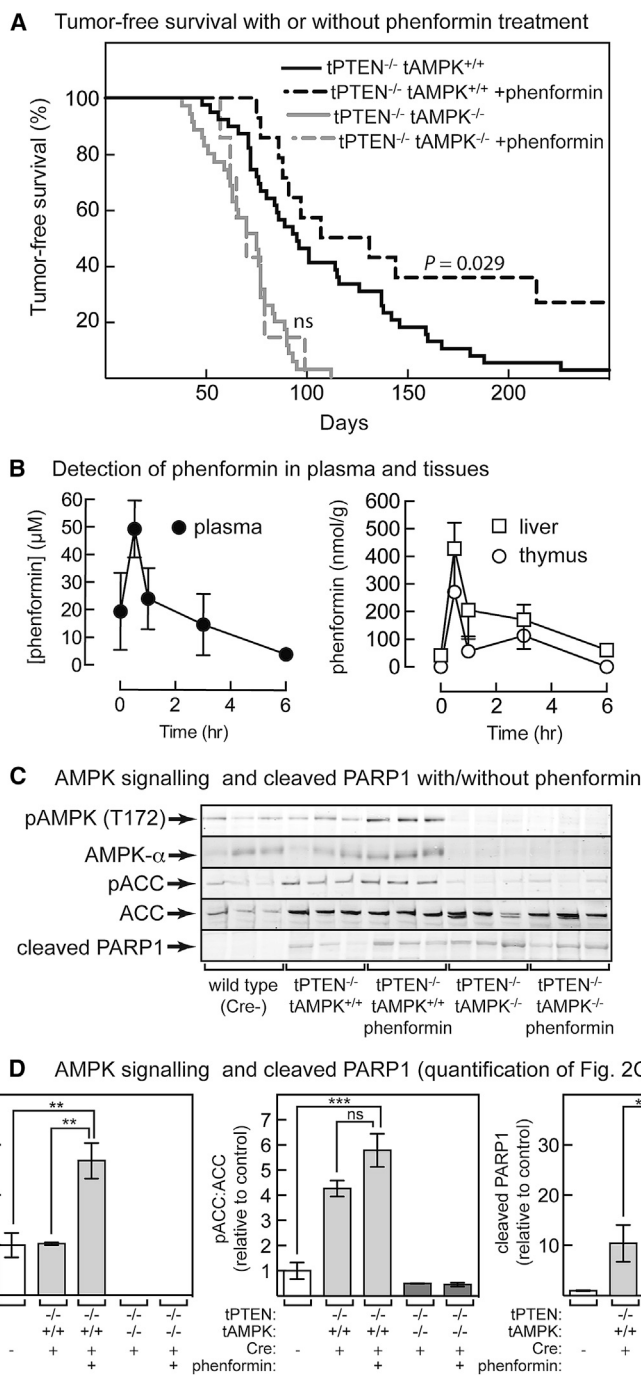 A Tumor-free survival with or without phenformin treatment
Tumor-free survival (%)
100
80
60
40
20
tPTEN-/- tAMPK+/+
tPTEN-/- tAMPK+/+ +phenformin
tPTEN-/- tAMPK-/-
tPTEN-/- tAMPK-/- +phenformin
P = 0.029
ns
50 100 150 200
Days
B Detection of phenformin in plasma and tissues
[phenformin] (µM)
60
50
40
30
20
10
0
plasma
0 2 4 6
Time (hr)
phenformin (nmol/g)
600
500
400
300
200
100
0
liver
thymus
0 2 4 6
Time (hr)
C AMPK signalling and cleaved PARP1 with/without phenformin
pAMPK (T172)
AMPK-α
pACC
ACC
cleaved PARP1
wild type (Cre-)
tPTEN-/- tAMPK+/+
tPTEN-/- tAMPK+/+ phenformin
tPTEN-/- tAMPK-/-
tPTEN-/- tAMPK-/- phenformin
D AMPK signalling and cleaved PARP1 (quantification of Fig. 2C
**
**
-/- -/- -/- -/-
+/+ +/+ -/- -/-
- + + + +
+ +
pACC:ACC
(relative to control)
7
6
5
4
3
2
1
***
ns
tPTEN: -/- -/- -/- -/-
tAMPK: +/+ +/+ -/- -/-
Cre: - + + + +
phenformin: + +
cleaved PARP1
(relative to control)
30
20
10
*
tPTEN: -/-
tAMPK: +/+
Cre: - +
phenformin: